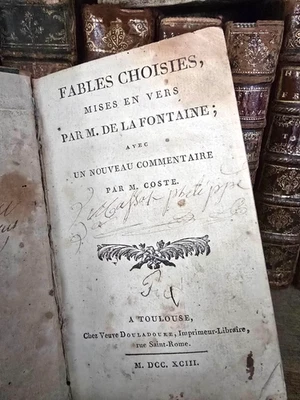 FABLES CHOISIES,
MISES EN VERS
PAR M. DE LA FONTAINE;
AVEC
UN NOUVEAU COMMENTAIRE
PAR M. COSTE.
A TOULOUSE,
Chez Veuve DOULADOURE, Imprimeur-Libraire,
rue Saint-Rome.
M. DCC. XCIII.